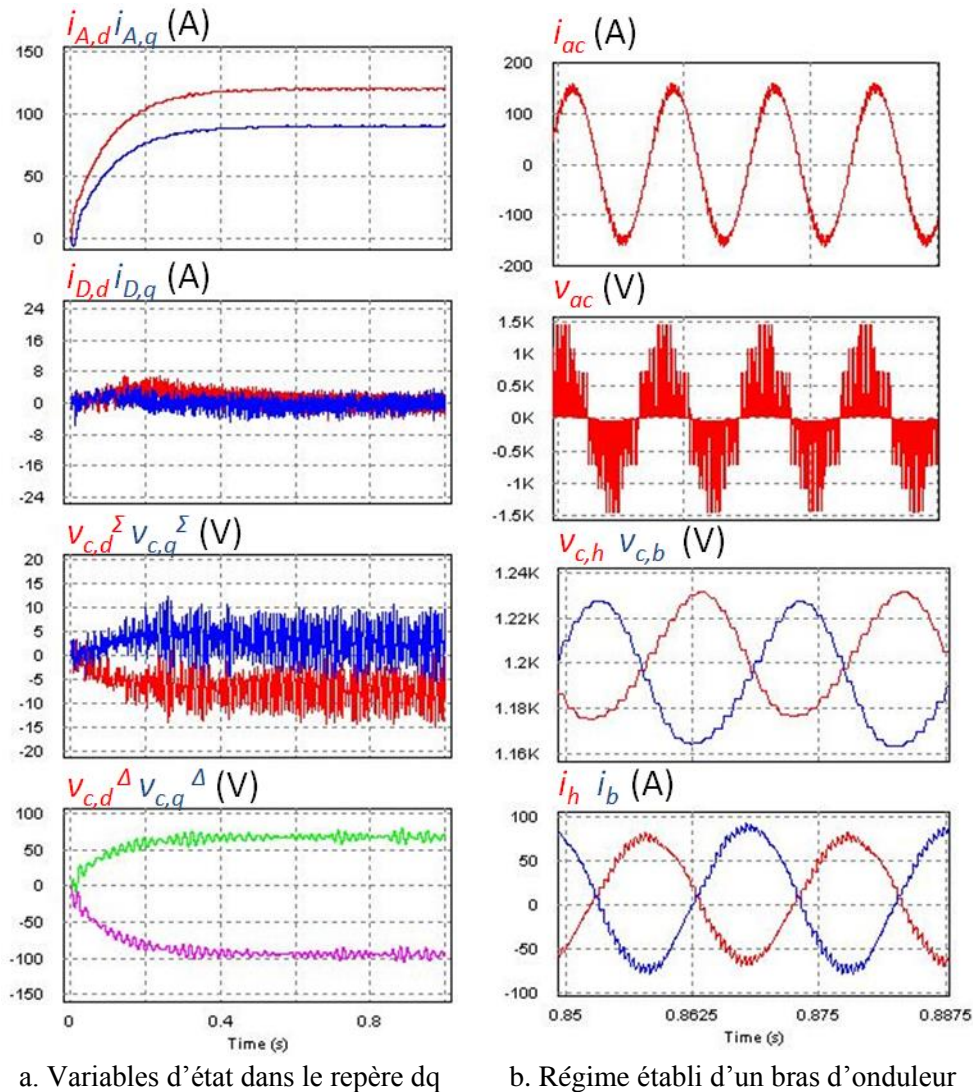 i_{A,d} i_{A,q} (A)
150
100
50
0
i_{D,d} i_{D,q} (A)
24
16
8
0
-8
-16
-24
v_{c,d}^Σ v_{c,q}^Σ (V)
20
15
10
5
0
-5
-10
-15
-20
v_{c,d}^Δ v_{c,q}^Δ (V)
100
50
0
-50
-100
-150
0 0.4 0.8
Time (s)
a. Variables d’état dans le repère dq
i_{ac} (A)
200
100
0
-100
-200
v_{ac} (V)
1.5K
1K
0.5K
0K
-0.5K
-1K
-1.5K
v_{c,h} v_{c,b} (V)
1.24K
1.22K
1.2K
1.18K
1.16K
i_h i_b (A)
100
50
0
-50
-100
0.85 0.8625 0.875 0.8875
Time (s)
b. Régime établi d’un bras d’onduleur